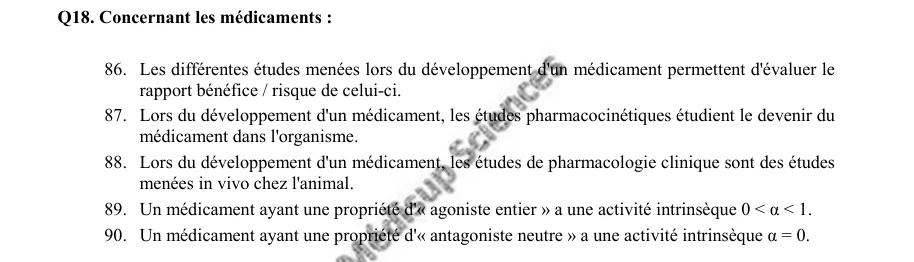 Q18. Concernant les médicaments :
86. Les différentes études menées lors du développement d'un médicament permettent d'évaluer le
rapport bénéfice / risque de celui-ci.
87. Lors du développement d'un médicament, les études pharmacocinétiques étudient le devenir du
médicament dans l'organisme.
88. Lors du développement d'un médicament, les études de pharmacologie clinique sont des études
menées in vivo chez l'animal.
89. Un médicament ayant une propriété d'« agoniste entier » a une activité intrinsèque 0 < α < 1.
90. Un médicament ayant une propriété d'« antagoniste neutre » a une activité intrinsèque α = 0.
Médisup Sciences